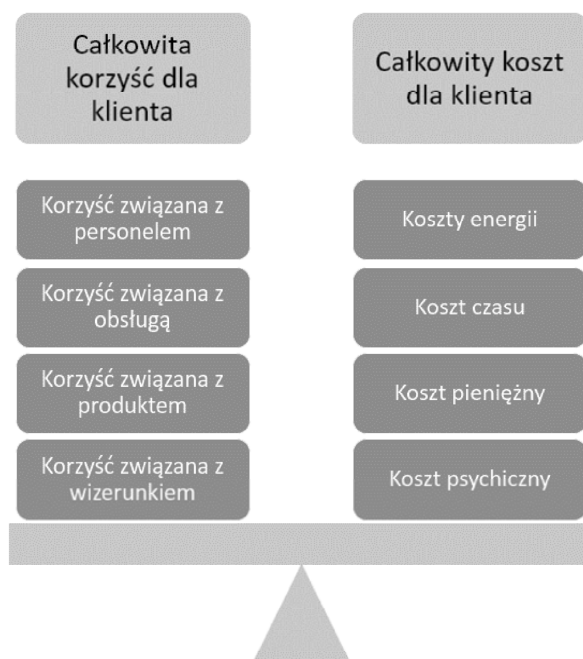 Całkowita
korzyść dla
klienta
Całkowity koszt
dla klienta
Korzyść związana z
personelem
Korzyść związana z
obsługą
Korzyść związana z
produktem
Korzyść związana z
wizerunkiem
Koszty energii
Koszt czasu
Koszt pieniężny
Koszt psychiczny